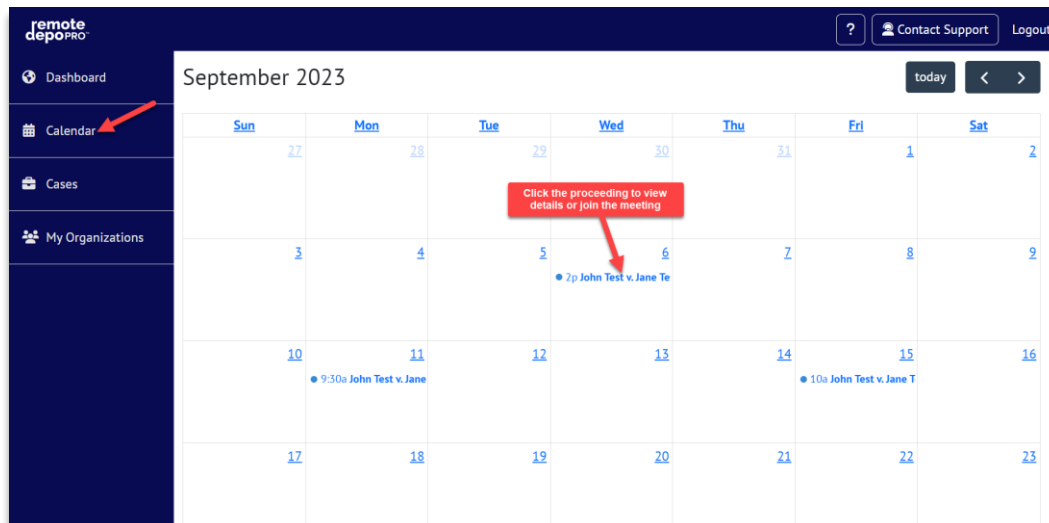 remote
depoPRO
?
Contact Support
Logout
Dashboard
Calendar
Cases
My Organizations
September 2023
today
Sun Mon Tue Wed Thu Fri Sat
27 28 29 30 31 1 2
Click the proceeding to view
details or join the meeting
3 4 5 6 7 8 9
2p John Test v. Jane Te
10 11 12 13 14 15 16
9:30a John Test v. Jane
10a John Test v. Jane T
17 18 19 20 21 22 23